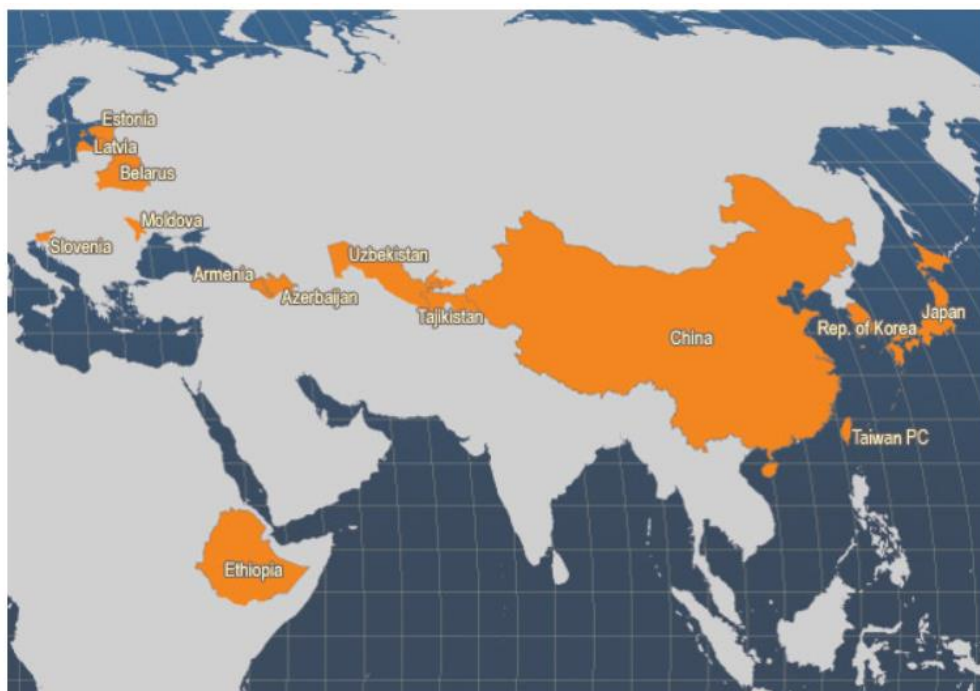 Estonia
Latvia
Belarus
Moldova
Slovenia
Uzbekistan
Armenia
Azerbaijan
Tajikistan
China
Rep. of Korea
Japan
Taiwan PC
Ethiopia